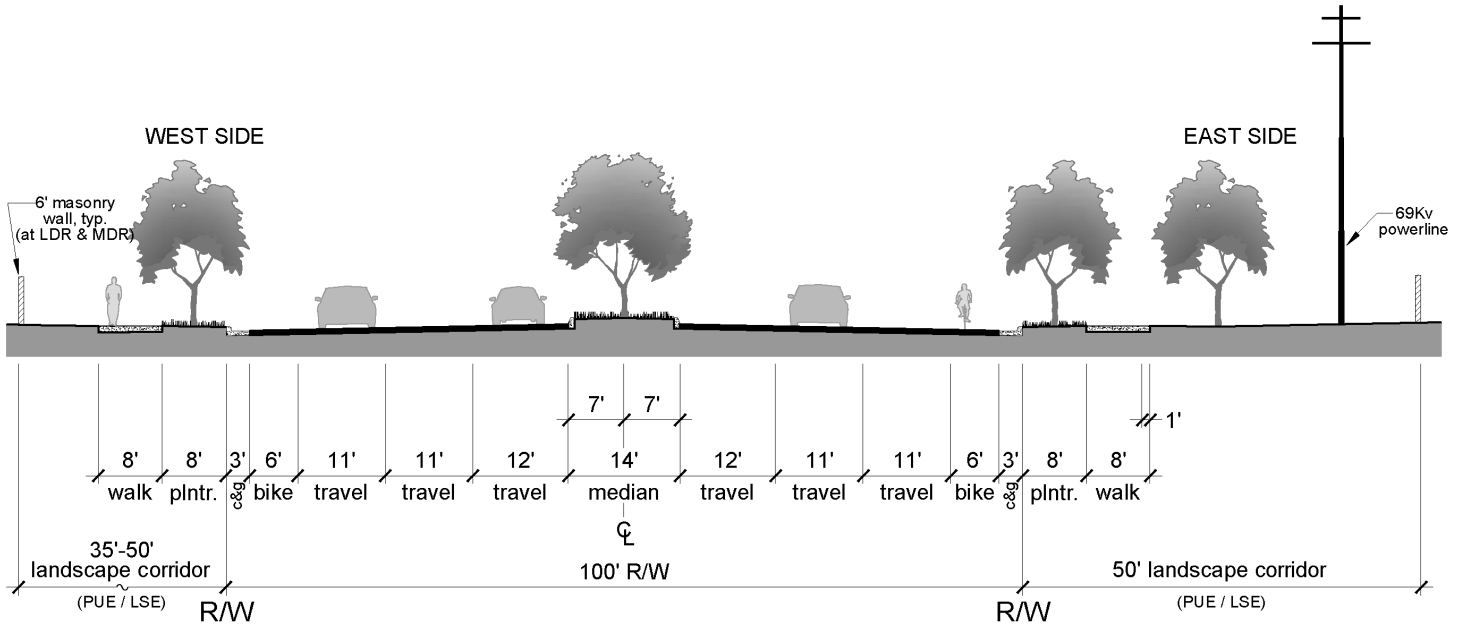 WEST SIDE
EAST SIDE
6' masonry
wall, typ.
(at LDR & MDR)
69Kv
powerline
7' 7'
1'
8' 8' 3' 6' 11' 11' 12' 14' 12' 11' 11' 6' 3' 8' 8'
walk plntr. c&g bike travel travel travel median travel travel travel bike c&g plntr. walk
℄
35'-50'
landscape corridor
(PUE / LSE)
100' R/W
50' landscape corridor
(PUE / LSE)
R/W
R/W